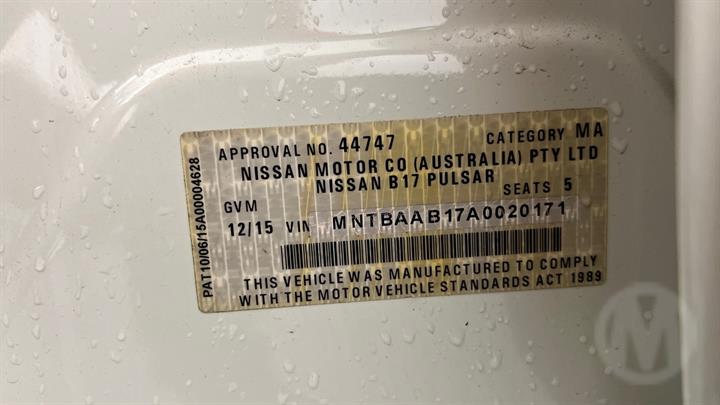 APPROVAL NO. 44747 CATEGORY MA
NISSAN MOTOR CO (AUSTRALIA) PTY LTD
NISSAN B17 PULSAR
GVM SEATS 5
12/15 VIN MNTBAAB17A0020171
THIS VEHICLE WAS MANUFACTURED TO COMPLY
WITH THE MOTOR VEHICLE STANDARDS ACT 1989
PAT10/06/15A00004628
M